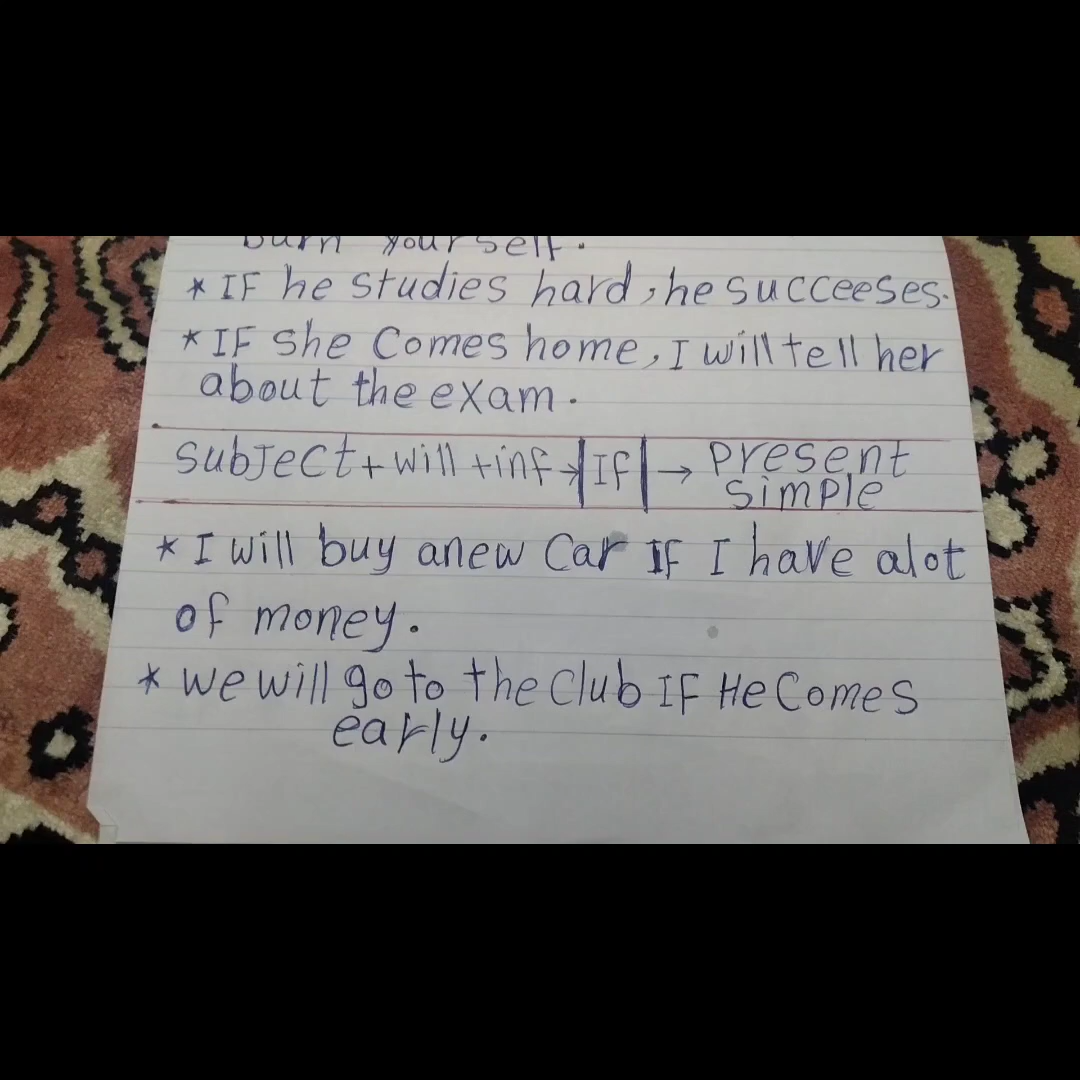 burn yourself.
* IF he studies hard, he succeeses.
* IF she comes home, I will tell her
about the exam.
subject + will + inf → |If| → present
simple
* I will buy anew car IF I have alot
of money.
* we will go to the club IF He comes
early.